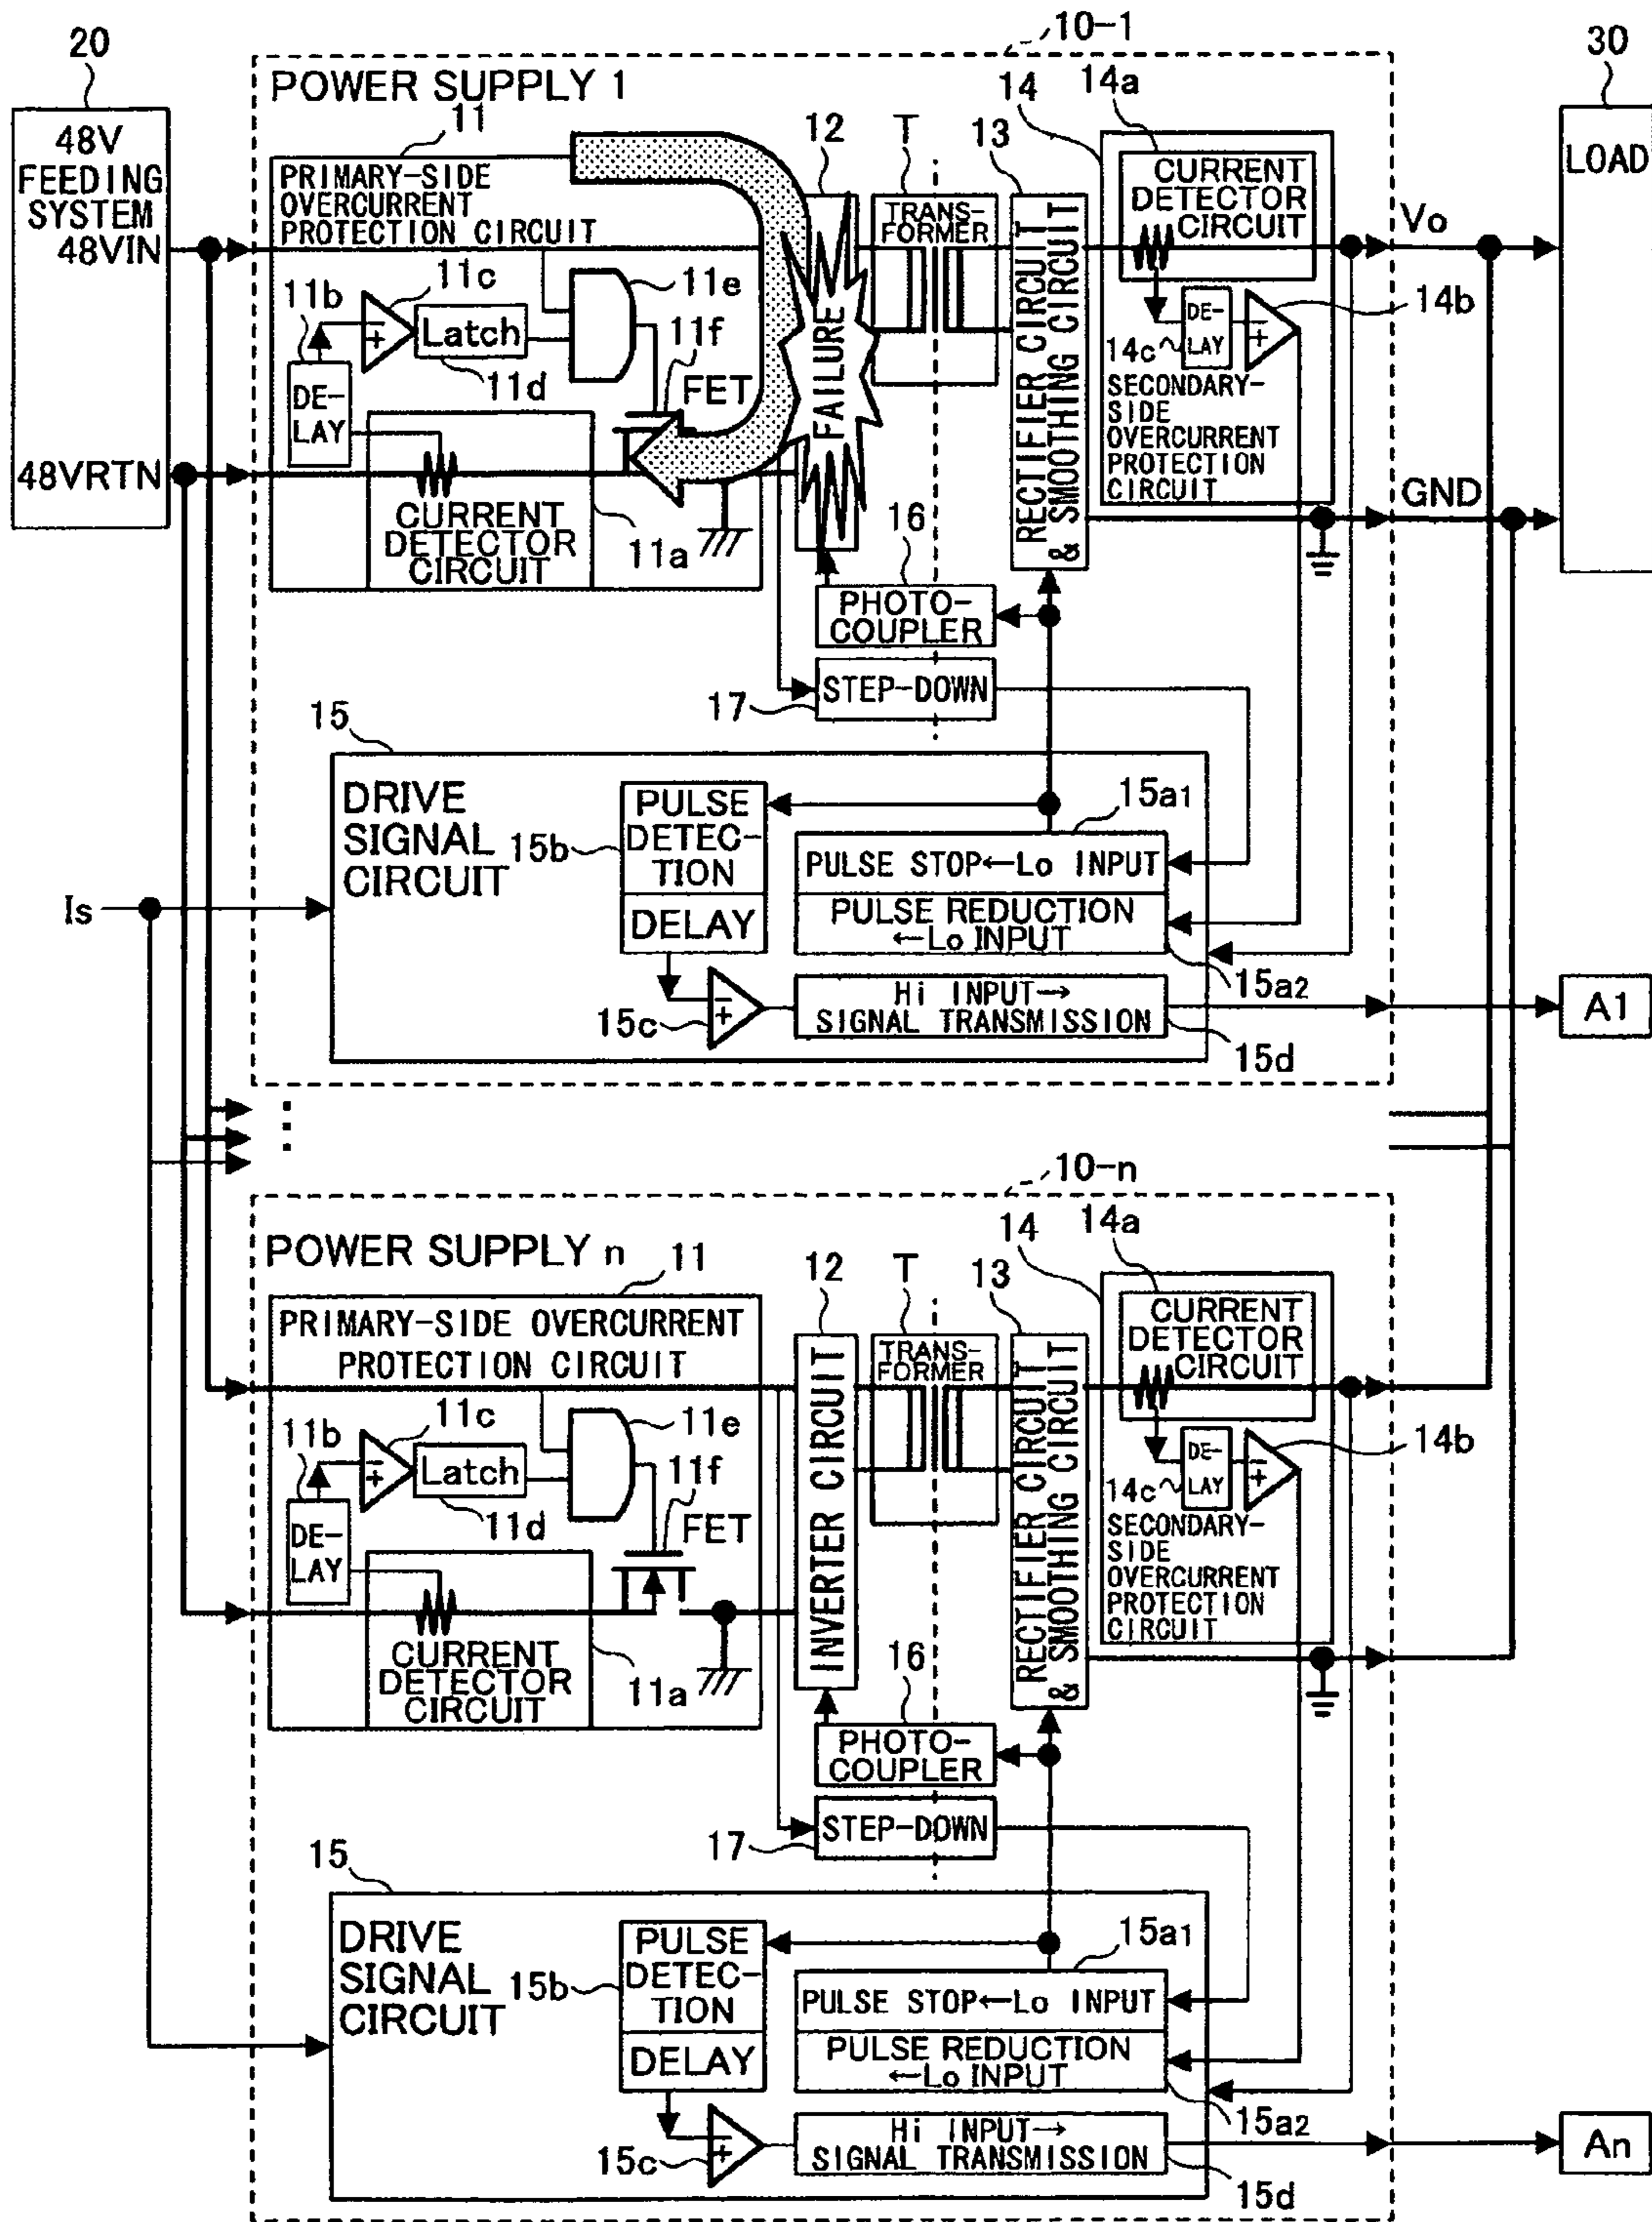 20
10-1
30
POWER SUPPLY 1
48V
FEEDING
SYSTEM
48VIN
48VRTN
11
PRIMARY-SIDE
OVERCURRENT
PROTECTION CIRCUIT
11b
11c
Latch
11d
11e
11f
FET
DE-
LAY
CURRENT
DETECTOR
CIRCUIT
11a
12
FAILURE
T
TRANS-
FORMER
13
RECTIFIER CIRCUIT
& SMOOTHING CIRCUIT
14
14a
CURRENT
DETECTOR
CIRCUIT
14b
DE-
LAY
14c
SECONDARY-
SIDE
OVERCURRENT
PROTECTION
CIRCUIT
Vo
GND
LOAD
16
PHOTO-
COUPLER
17
STEP-DOWN
15
DRIVE
SIGNAL
CIRCUIT
15b
PULSE
DETEC-
TION
DELAY
15a1
PULSE STOP←Lo INPUT
PULSE REDUCTION
←Lo INPUT
15a2
15c
-
+
Hi INPUT→
SIGNAL TRANSMISSION
15d
Is
A1
10-n
POWER SUPPLY n
11
PRIMARY-SIDE OVERCURRENT
PROTECTION CIRCUIT
11b
11c
Latch
11d
11e
11f
FET
DE-
LAY
CURRENT
DETECTOR
CIRCUIT
11a
12
INVERTER CIRCUIT
T
TRANS-
FORMER
13
RECTIFIER CIRCUIT
& SMOOTHING CIRCUIT
14
14a
CURRENT
DETECTOR
CIRCUIT
14b
DE-
LAY
14c
SECONDARY-
SIDE
OVERCURRENT
PROTECTION
CIRCUIT
16
PHOTO-
COUPLER
17
STEP-DOWN
15
DRIVE
SIGNAL
CIRCUIT
15b
PULSE
DETEC-
TION
DELAY
15a1
PULSE STOP←Lo INPUT
PULSE REDUCTION
←Lo INPUT
15a2
15c
-
+
Hi INPUT→
SIGNAL TRANSMISSION
15d
An